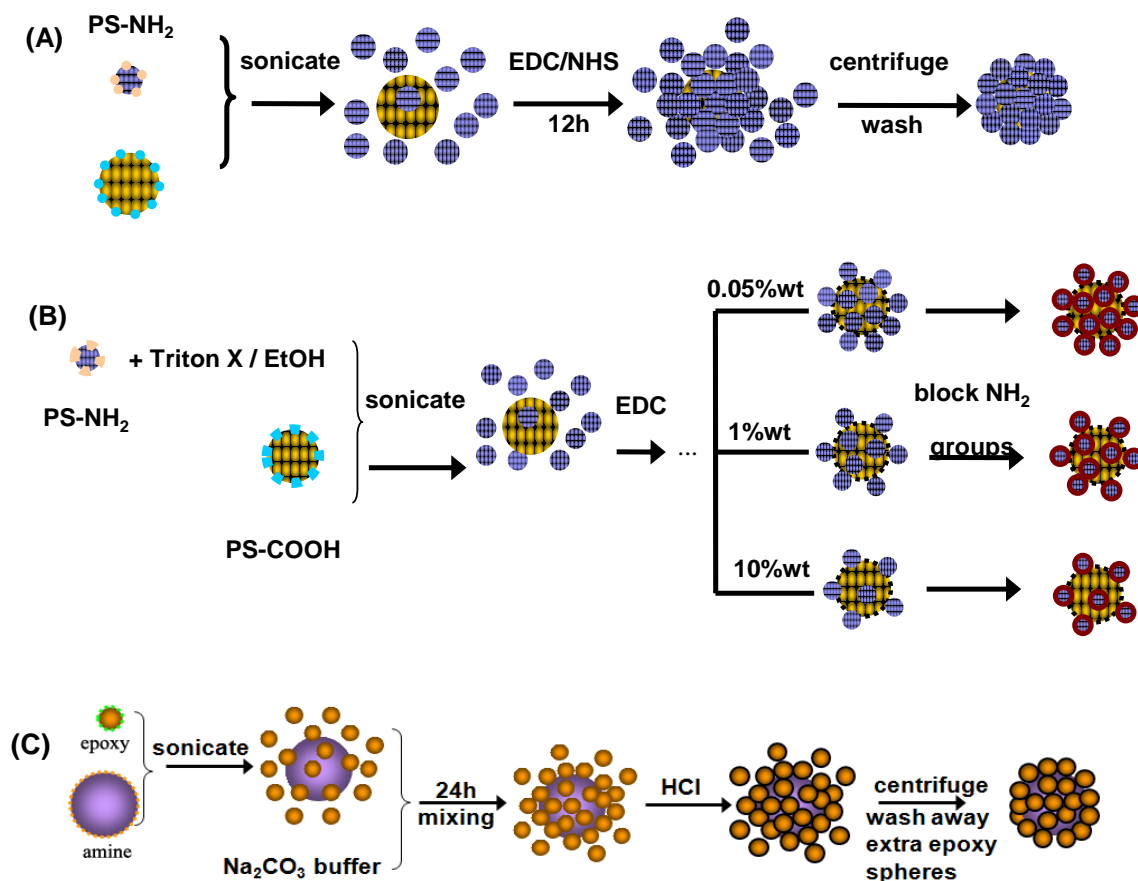 (A)
PS-NH₂
sonicate
EDC/NHS
12h
centrifuge
wash
(B)
+ Triton X / EtOH
PS-NH₂
PS-COOH
sonicate
EDC
...
0.05%wt
1%wt
10%wt
block NH₂
groups
(C)
epoxy
amine
sonicate
Na₂CO₃ buffer
24h
mixing
HCl
centrifuge
wash away
extra epoxy
spheres